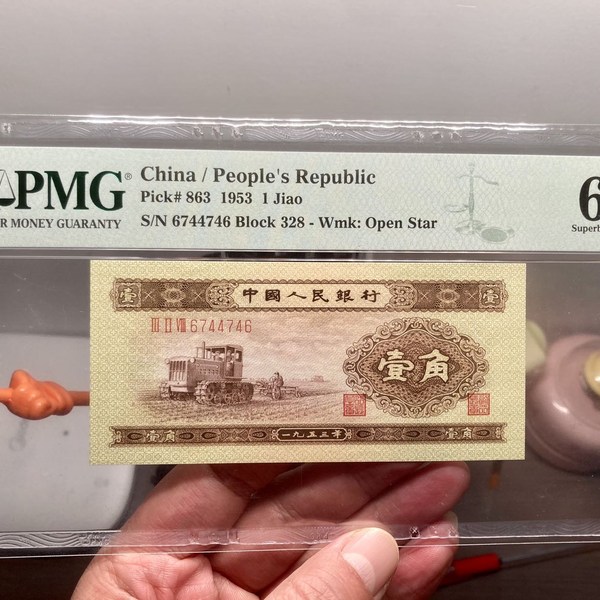 PMG®
China / People's Republic
Pick# 863 1953 1 Jiao
S/N 6744746 Block 328 - Wmk: Open Star
MONEY GUARANTY
6
Superb
壹 中國人民銀行 壹
III II VIII 6744746
壹角
壹角 一九五三年 壹角